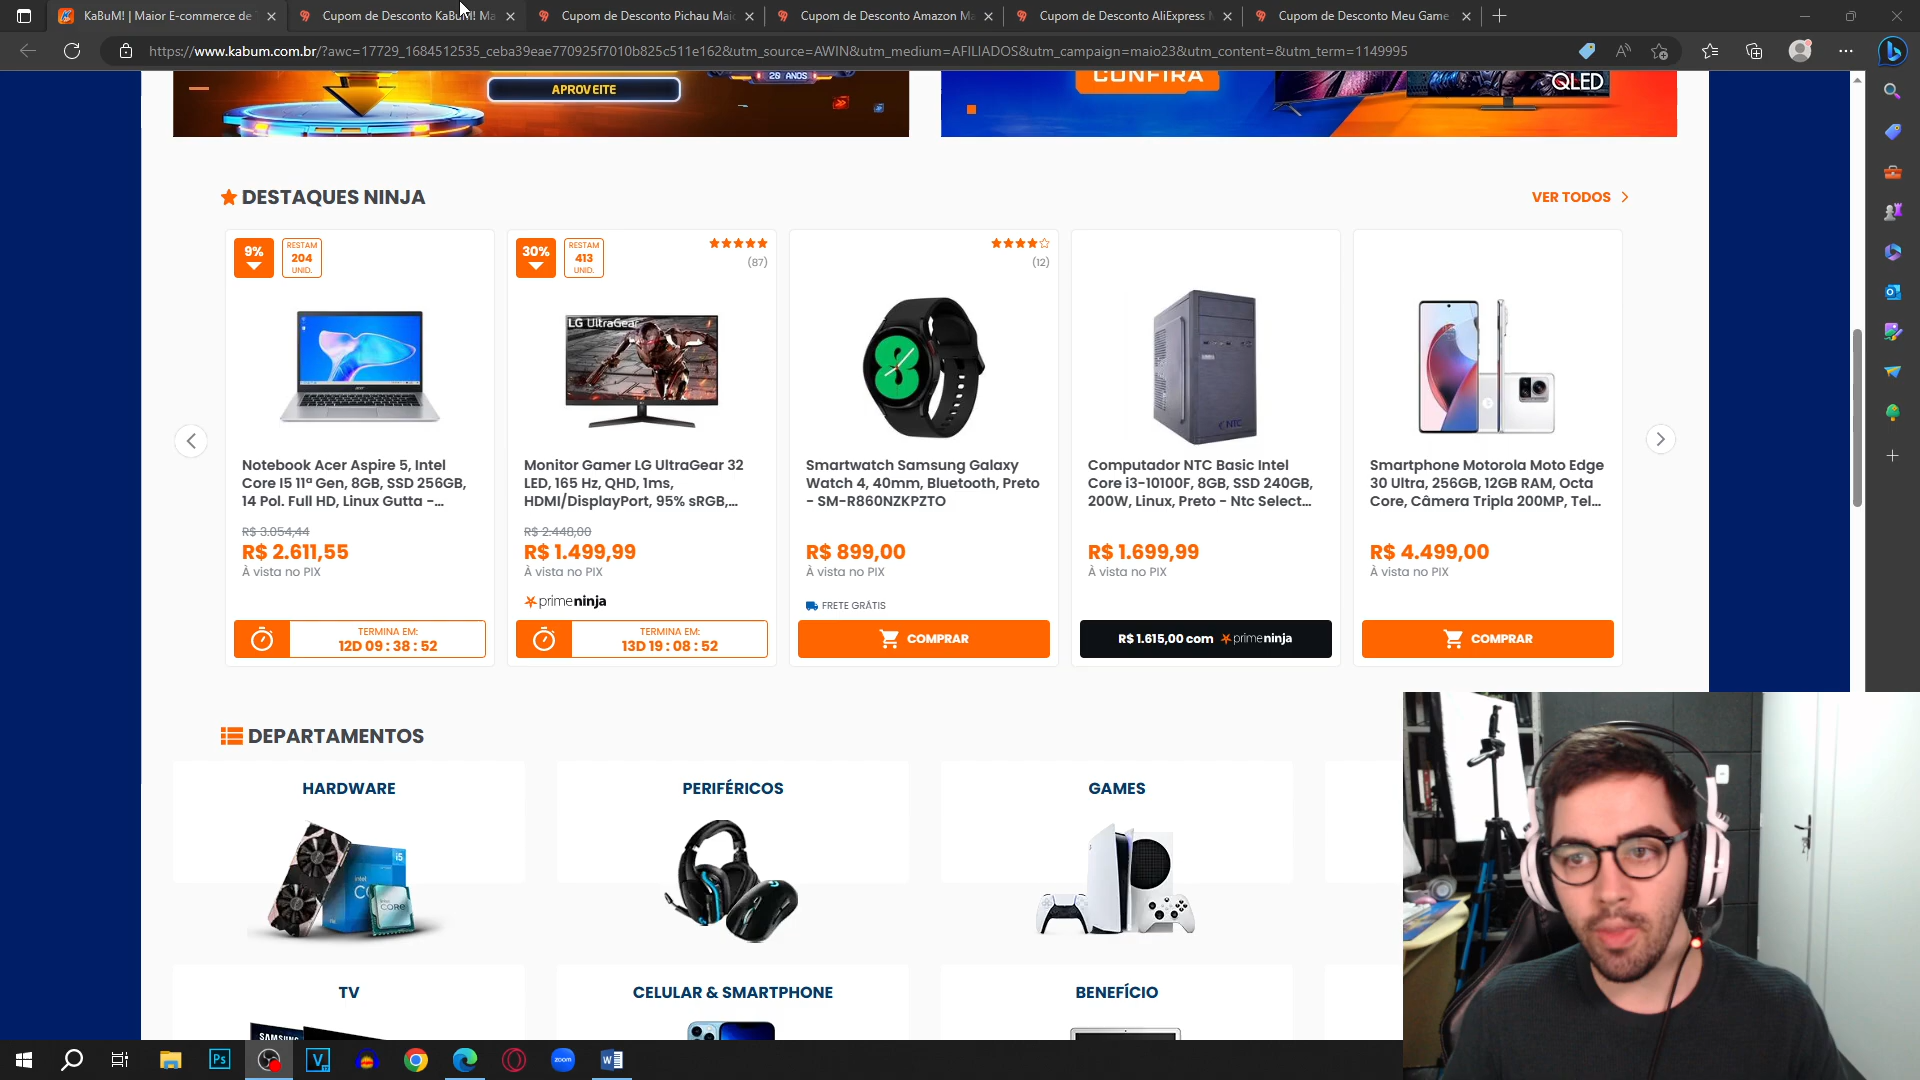 KaBuM! | Maior E-commerce de
Cupom de Desconto KaBuM! Ma
Cupom de Desconto Pichau Maio
Cupom de Desconto Amazon Ma
Cupom de Desconto AliExpress
Cupom de Desconto Meu Game
https://www.kabum.com.br/?awc=17729_1684512535_ceba39eae770925f7010b825c511e162&utm_source=AWIN&utm_medium=AFILIADOS&utm_campaign=maio23&utm_content=&utm_term=1149995
20 ANOS
APROVEITE
CONFIRA
QLED
DESTAQUES NINJA
VER TODOS
9%
RESTAM
204
UNID.
30%
RESTAM
413
UNID.
(87)
(12)
LG UltraGear
NTC
Notebook Acer Aspire 5, Intel
Core I5 11ª Gen, 8GB, SSD 256GB,
14 Pol. Full HD, Linux Gutta -...
R$ 3.054,44
R$ 2.611,55
À vista no PIX
TERMINA EM:
12D 09 : 38 : 52
Monitor Gamer LG UltraGear 32
LED, 165 Hz, QHD, 1ms,
HDMI/DisplayPort, 95% sRGB,...
R$ 2.448,00
R$ 1.499,99
À vista no PIX
primeninja
TERMINA EM:
13D 19 : 08 : 52
Smartwatch Samsung Galaxy
Watch 4, 40mm, Bluetooth, Preto
- SM-R860NZKPZTO
R$ 899,00
À vista no PIX
FRETE GRÁTIS
COMPRAR
Computador NTC Basic Intel
Core i3-10100F, 8GB, SSD 240GB,
200W, Linux, Preto - Ntc Select...
R$ 1.699,99
À vista no PIX
R$ 1.615,00 com primeninja
Smartphone Motorola Moto Edge
30 Ultra, 256GB, 12GB RAM, Octa
Core, Câmera Tripla 200MP, Tel...
R$ 4.499,00
À vista no PIX
COMPRAR
DEPARTAMENTOS
HARDWARE
PERIFÉRICOS
GAMES
intel
i5
CORE
TV
CELULAR & SMARTPHONE
BENEFÍCIO
SAMSUNG
Ps
V
zoom
W